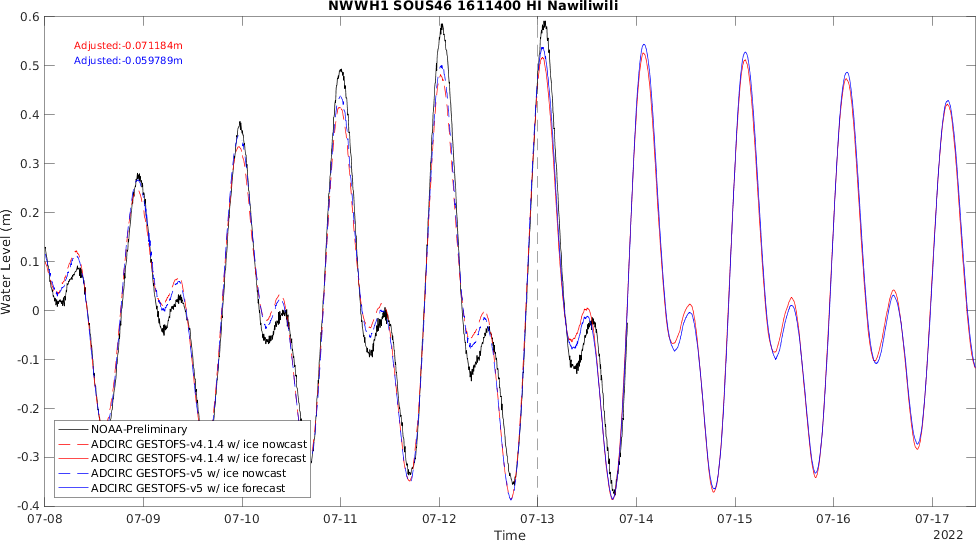 NWWH1 SOUS46 1611400 HI Nawiliwili
Adjusted:-0.071184m
Adjusted:-0.059789m
Water Level (m)
0.6
0.5
0.4
0.3
0.2
0.1
0
-0.1
-0.2
-0.3
-0.4
NOAA-Preliminary
ADCIRC GESTOFS-v4.1.4 w/ ice nowcast
ADCIRC GESTOFS-v4.1.4 w/ ice forecast
ADCIRC GESTOFS-v5 w/ ice nowcast
ADCIRC GESTOFS-v5 w/ ice forecast
07-08 07-09 07-10 07-11 07-12 07-13 07-14 07-15 07-16 07-17
Time
2022